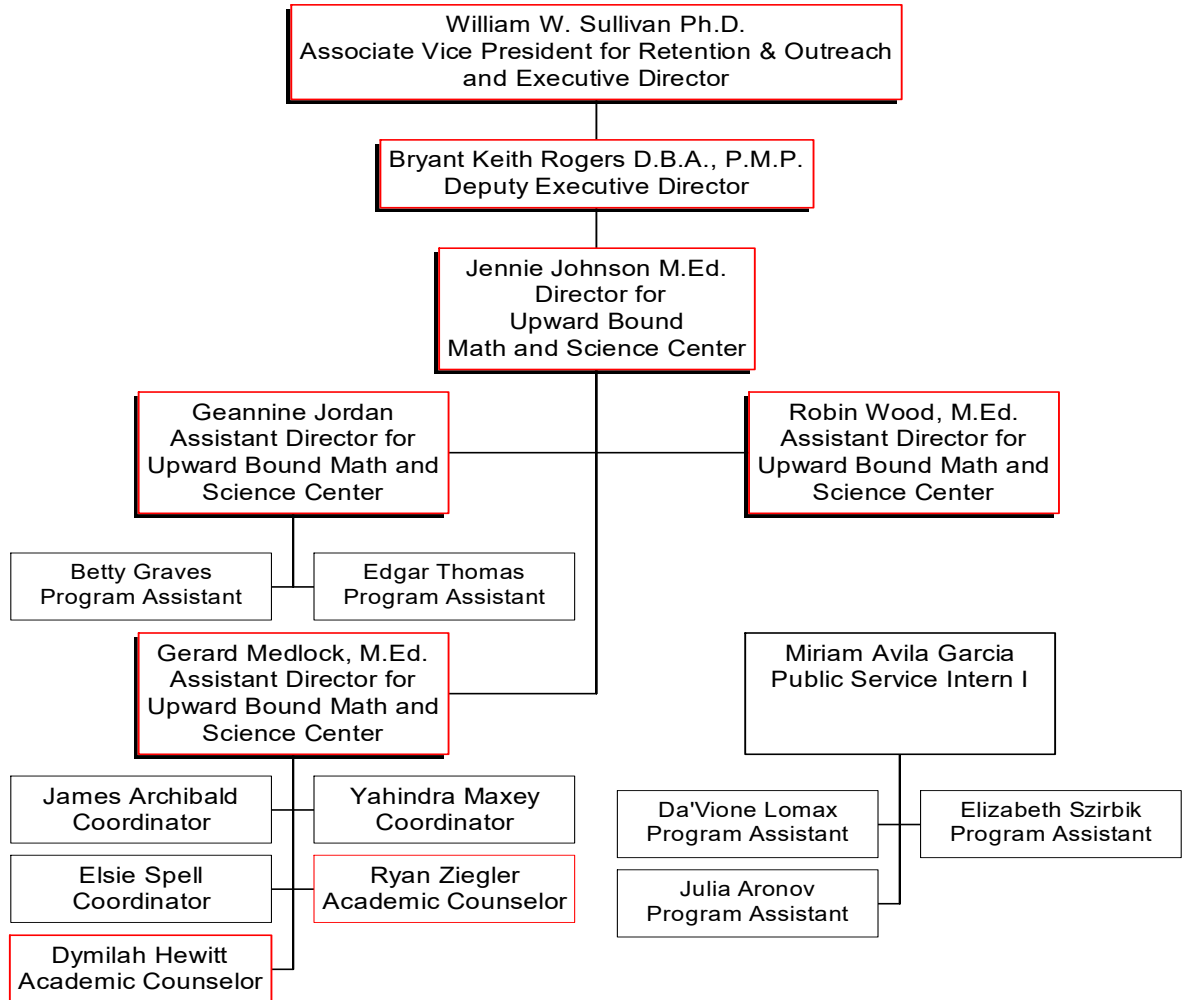 William W. Sullivan Ph.D.
Associate Vice President for Retention & Outreach
and Executive Director
Bryant Keith Rogers D.B.A., P.M.P.
Deputy Executive Director
Jennie Johnson M.Ed.
Director for
Upward Bound
Math and Science Center
Geannine Jordan
Assistant Director for
Upward Bound Math and
Science Center
Robin Wood, M.Ed.
Assistant Director for
Upward Bound Math and
Science Center
Betty Graves
Program Assistant
Edgar Thomas
Program Assistant
Gerard Medlock, M.Ed.
Assistant Director for
Upward Bound Math and
Science Center
Miriam Avila Garcia
Public Service Intern I
James Archibald
Coordinator
Yahindra Maxey
Coordinator
Da'Vione Lomax
Program Assistant
Elizabeth Szirbik
Program Assistant
Elsie Spell
Coordinator
Ryan Ziegler
Academic Counselor
Julia Aronov
Program Assistant
Dymilah Hewitt
Academic Counselor